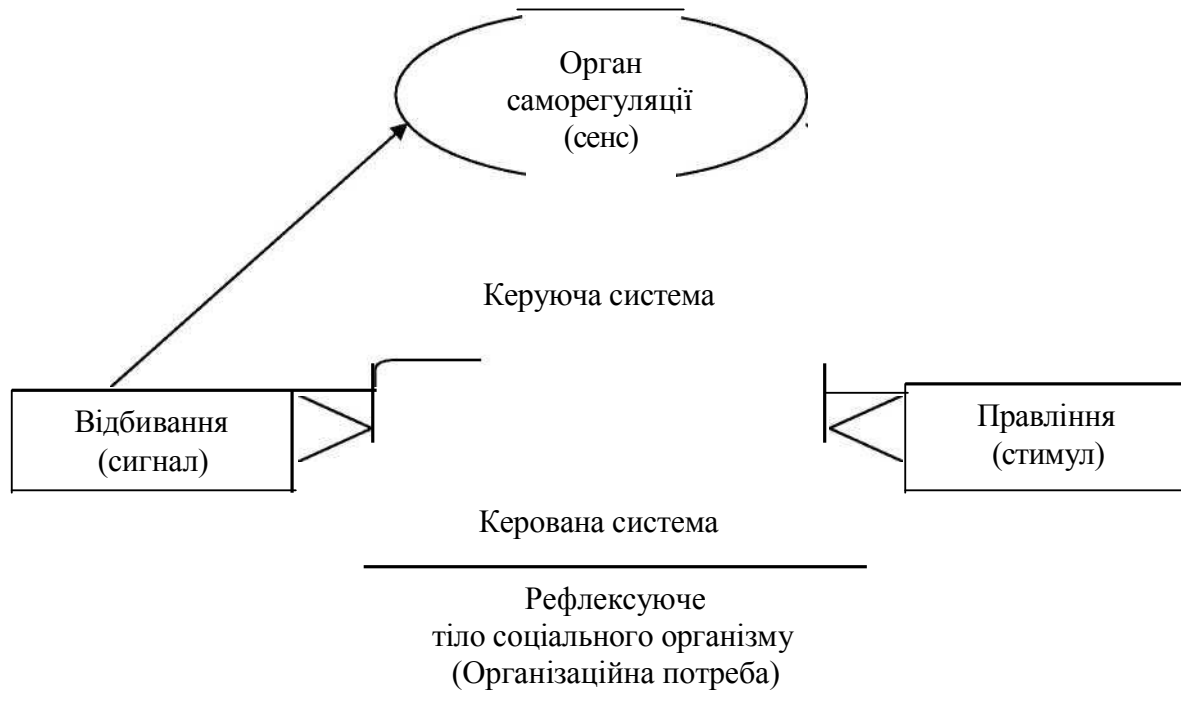 Орган
саморегуляції
(сенс)
Керуюча система
Відбивання
(сигнал)
Правління
(стимул)
Керована система
Рефлексуюче
тіло соціального організму
(Організаційна потреба)